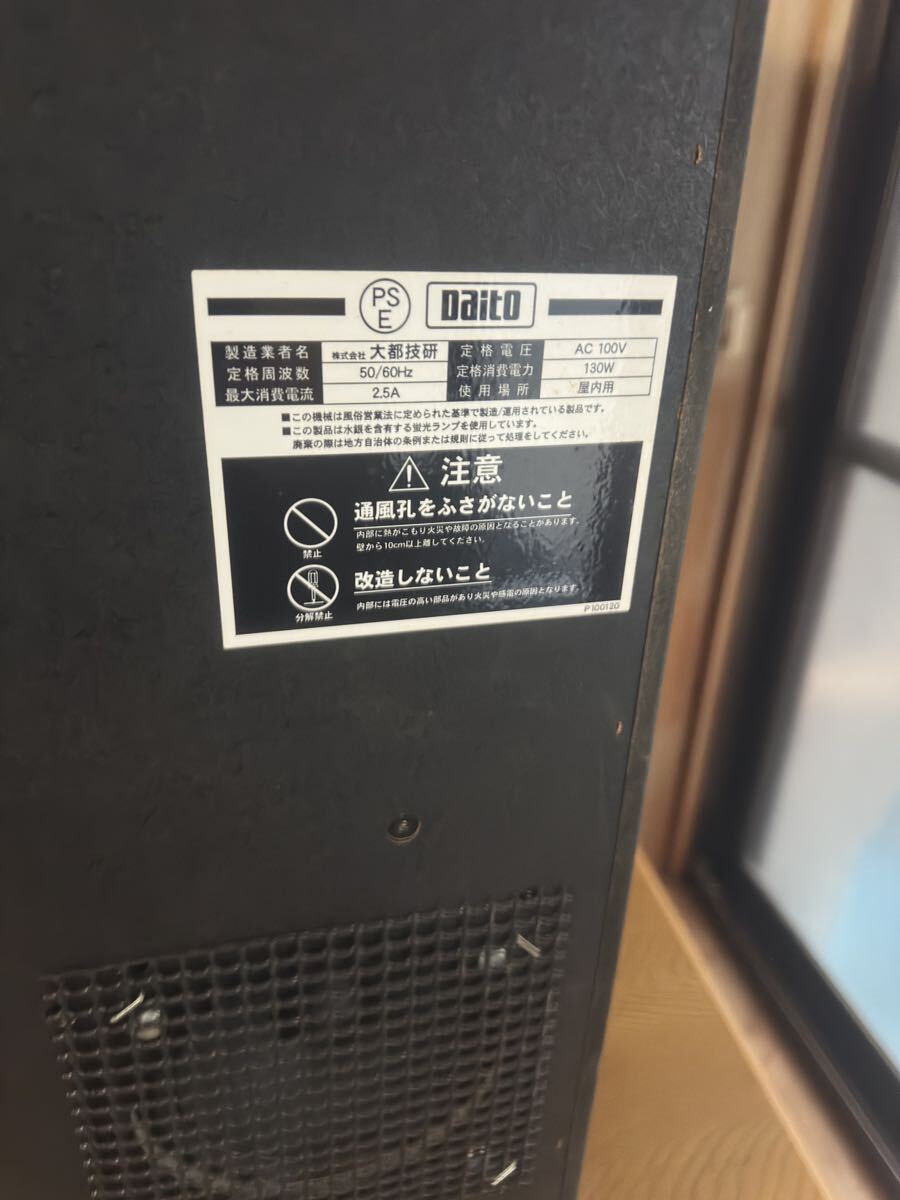 PS
E
Daito
製造業者名 株式会社 大都技研 定格電圧 AC 100V
定格周波数 50/60Hz 定格消費電力 130W
最大消費電流 2.5A 使用場所 屋内用
■この機械は風俗営業法に定められた基準で製造/運用されている製品です。
■この製品は水銀を含有する蛍光ランプを使用しています。
廃棄の際は地方自治体の条例または規則に従って処理をしてください。
注意
通風孔をふさがないこと
内部に熱がこもり火災や故障の原因となることがあります。
壁から10cm以上離してください。
禁止
改造しないこと
内部には電圧の高い部品があり火災や感電の原因となります。
分解禁止
P100120